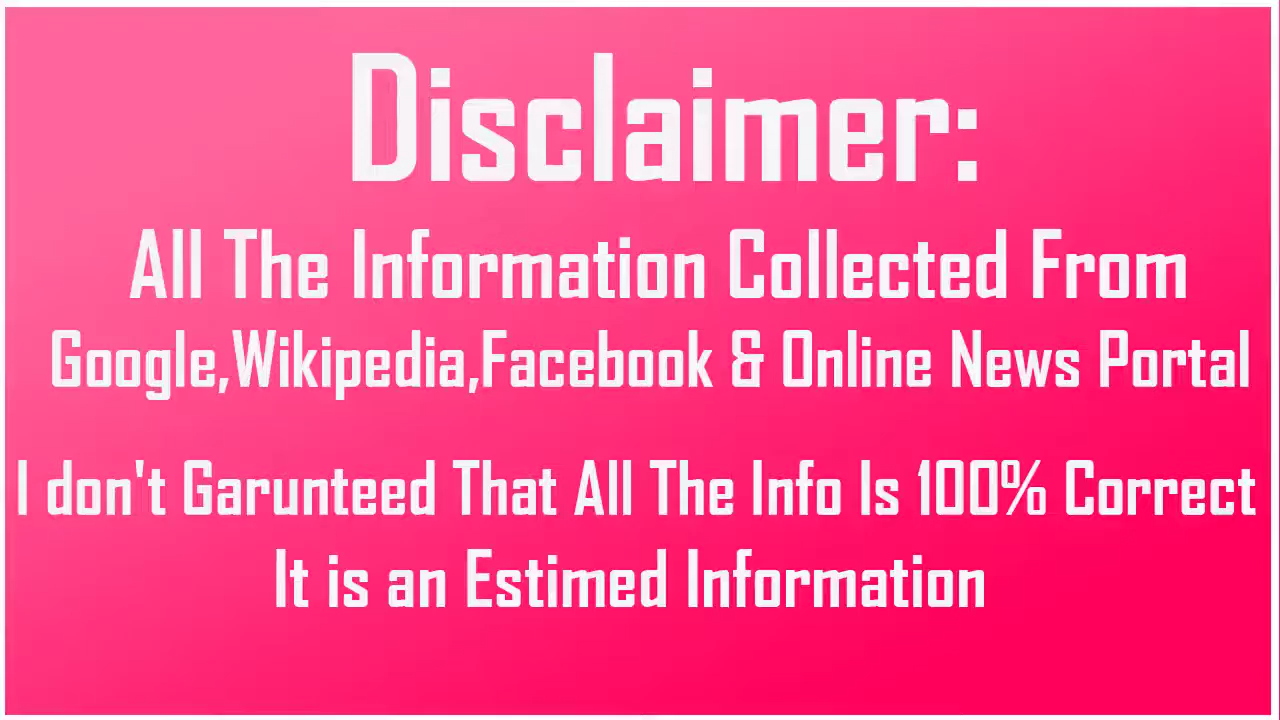 Disclaimer:
All The Information Collected From
Google,Wikipedia,Facebook & Online News Portal
I don't Garunteed That All The Info Is 100% Correct
It is an Estimed Information